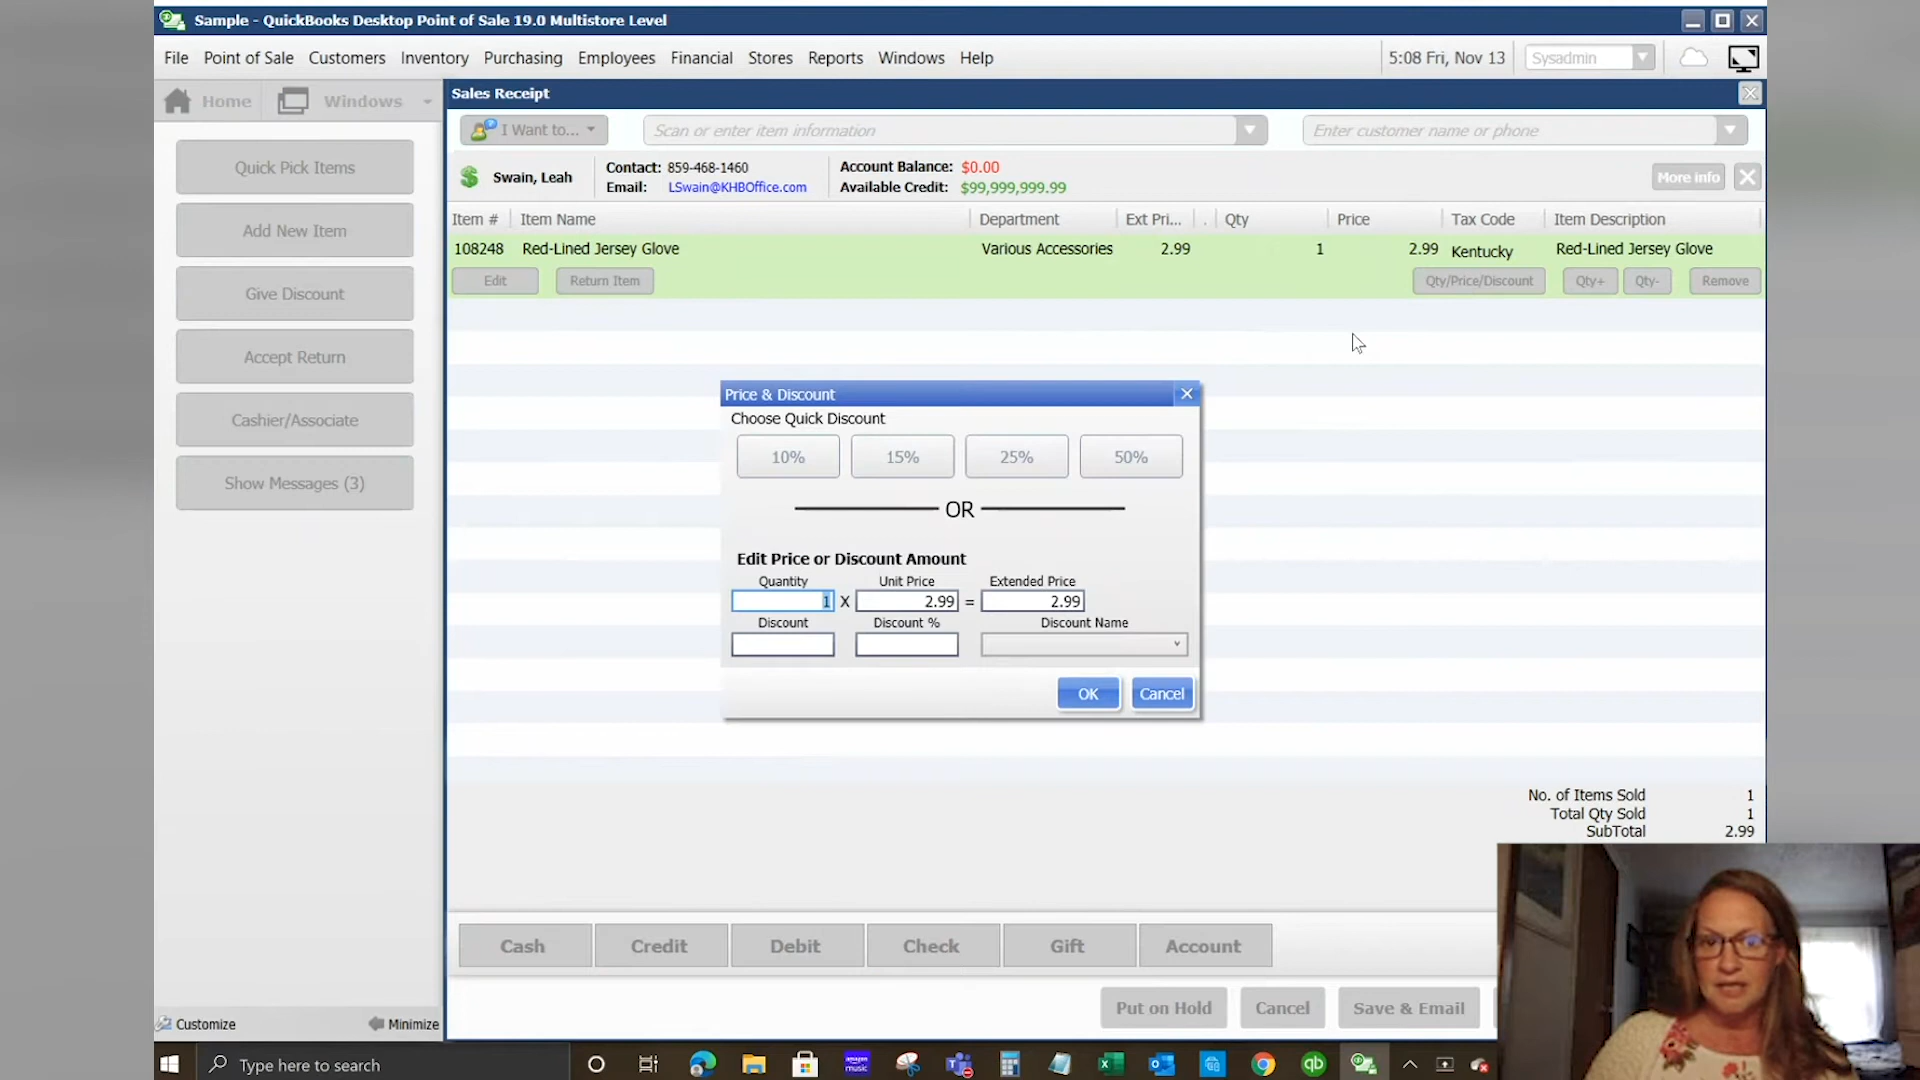 Sample - QuickBooks Desktop Point of Sale 19.0 Multistore Level
File Point of Sale Customers Inventory Purchasing Employees Financial Stores Reports Windows Help 5:08 Fri, Nov 13 Sysadmin
Home Windows
Sales Receipt
I Want to... Scan or enter item information Enter customer name or phone
Swain, Leah
Contact: 859-468-1460
Email: LSwain@KHBOffice.com
Account Balance: $0.00
Available Credit: $99,999,999.99
More info
Item # Item Name Department Ext Pri... . Qty Price Tax Code Item Description
108248 Red-Lined Jersey Glove Various Accessories 2.99 1 2.99 Kentucky Red-Lined Jersey Glove
Edit Return Item Qty/Price/Discount Qty+ Qty- Remove
Quick Pick Items
Add New Item
Give Discount
Accept Return
Cashier/Associate
Show Messages (3)
Price & Discount
Choose Quick Discount
10% 15% 25% 50%
OR
Edit Price or Discount Amount
Quantity Unit Price Extended Price
1 X 2.99 = 2.99
Discount Discount % Discount Name
OK Cancel
No. of Items Sold 1
Total Qty Sold 1
SubTotal 2.99
Cash Credit Debit Check Gift Account
Put on Hold Cancel Save & Email
Customize Minimize
Type here to search
amazon music
qb